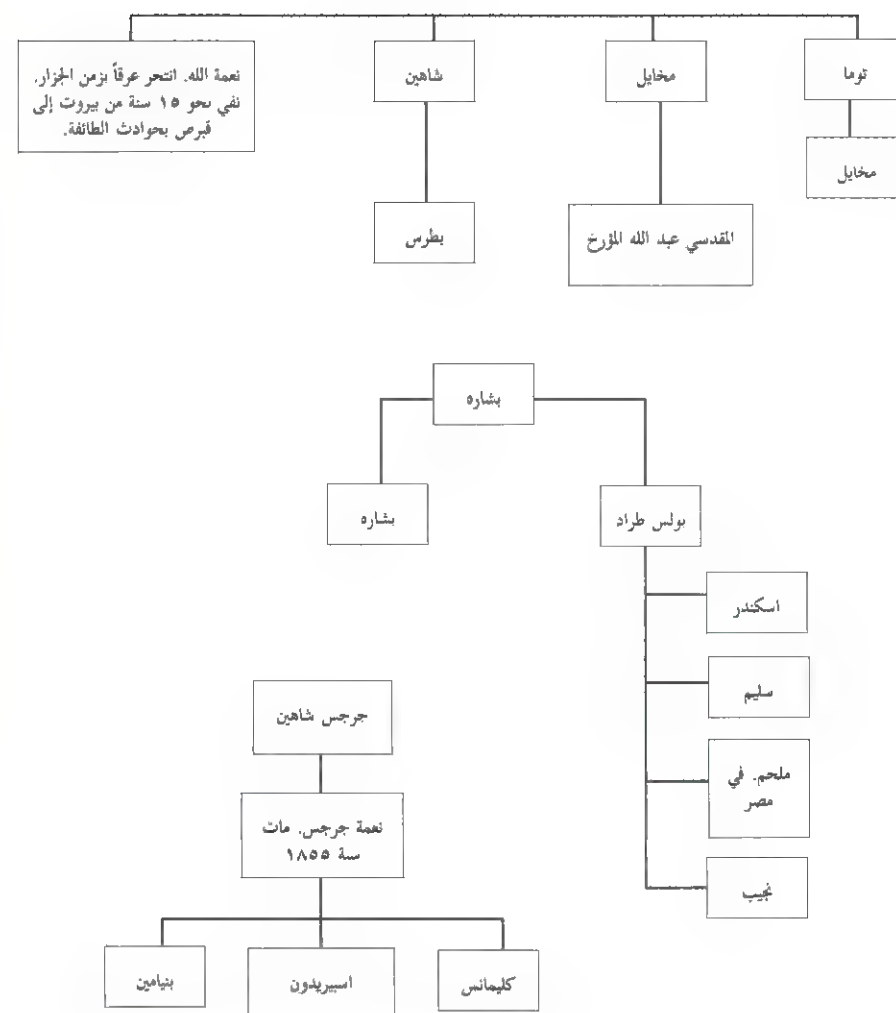 توما
مخايل
شاهين
نعمة الله. انتحر عرقاً بزمن الجزار.
نفي نحو ١٥ سنة من بيروت إلى
قبرص بحوادث الطائفة.
مخايل
المقدسي عبد الله المؤرخ
بطرس
بشاره
بولس طراد
بشاره
اسكندر
سليم
ملحم. في
مصر
نجيب
جرجس شاهين
نعمة جرجس. مات
سنة ١٨٥٥
كليمانس
اسبيريدون
بنيامين